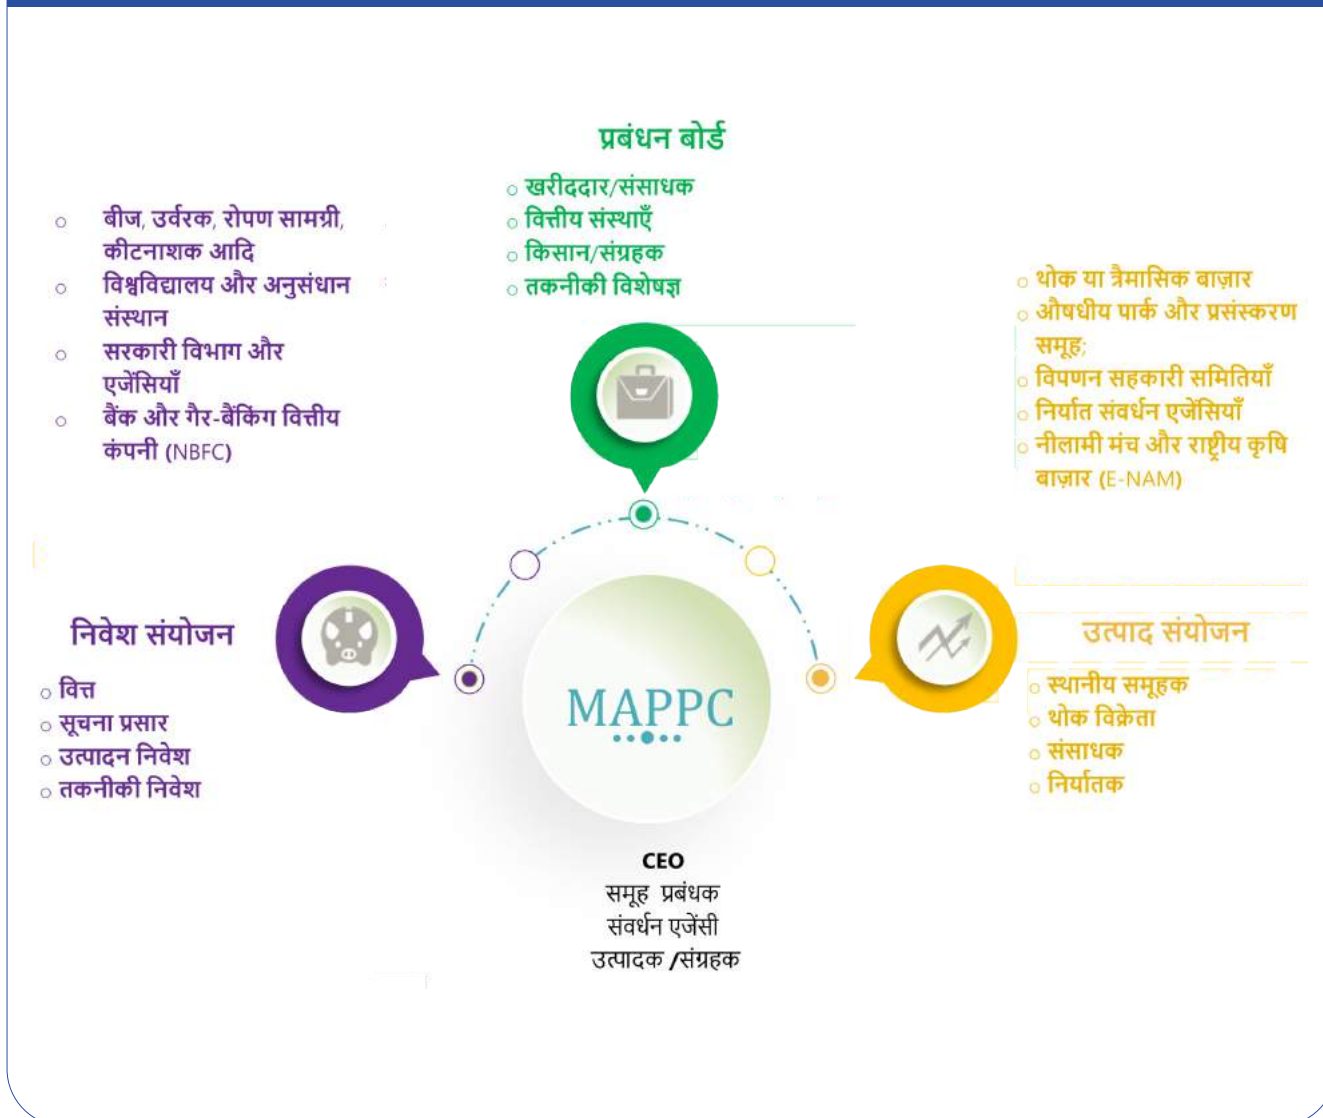 प्रबंधन बोर्ड
○ खरीददार/संसाधक
○ वित्तीय संस्थाएँ
○ किसान/संग्रहक
○ तकनीकी विशेषज्ञ
○ बीज, उर्वरक, रोपण सामग्री,
कीटनाशक आदि
○ विश्वविद्यालय और अनुसंधान
संस्थान
○ सरकारी विभाग और
एजेंसियाँ
○ बैंक और गैर-बैंकिंग वित्तीय
कंपनी (NBFC)
○ थोक या त्रैमासिक बाज़ार
○ औषधीय पार्क और प्रसंस्करण
समूह;
○ विपणन सहकारी समितियाँ
○ निर्यात संवर्धन एजेंसियाँ
○ नीलामी मंच और राष्ट्रीय कृषि
बाज़ार (E-NAM)
निवेश संयोजन
○ वित्त
○ सूचना प्रसार
○ उत्पादन निवेश
○ तकनीकी निवेश
MAPPC
उत्पाद संयोजन
○ स्थानीय समूहक
○ थोक विक्रेता
○ संसाधक
○ निर्यातक
CEO
समूह प्रबंधक
संवर्धन एजेंसी
उत्पादक /संग्रहक